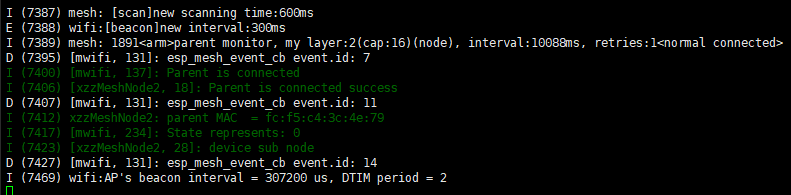 I (7387) mesh: [scan]new scanning time:600ms
E (7388) wifi:[beacon]new interval:300ms
I (7389) mesh: 1891<arm>parent monitor, my layer:2(cap:16)(node), interval:10088ms, retries:1<normal connected>
D (7395) [mwifi, 131]: esp_mesh_event_cb event.id: 7
I (7400) [mwifi, 137]: Parent is connected
I (7406) [xzzMeshNode2, 18]: Parent is connected success
D (7407) [mwifi, 131]: esp_mesh_event_cb event.id: 11
I (7412) xzzMeshNode2: parent MAC  = fc:f5:c4:3c:4e:79
I (7417) [mwifi, 234]: State represents: 0
I (7423) [xzzMeshNode2, 28]: device sub node
D (7427) [mwifi, 131]: esp_mesh_event_cb event.id: 14
I (7469) wifi:AP's beacon interval = 307200 us, DTIM period = 2